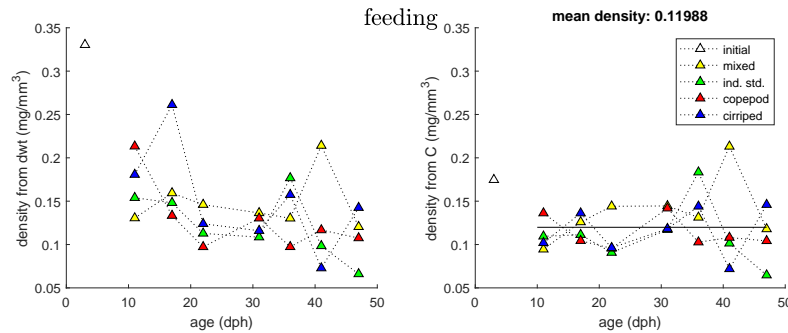 feeding
mean density: 0.11988
0.35
0.3
0.25
0.2
0.15
0.1
0.05
density from dwt (mg/mm³)
0 10 20 30 40 50
age (dph)
0.35
0.3
0.25
0.2
0.15
0.1
0.05
density from C (mg/mm³)
0 10 20 30 40 50
age (dph)
initial
mixed
ind. std.
copepod
cirriped